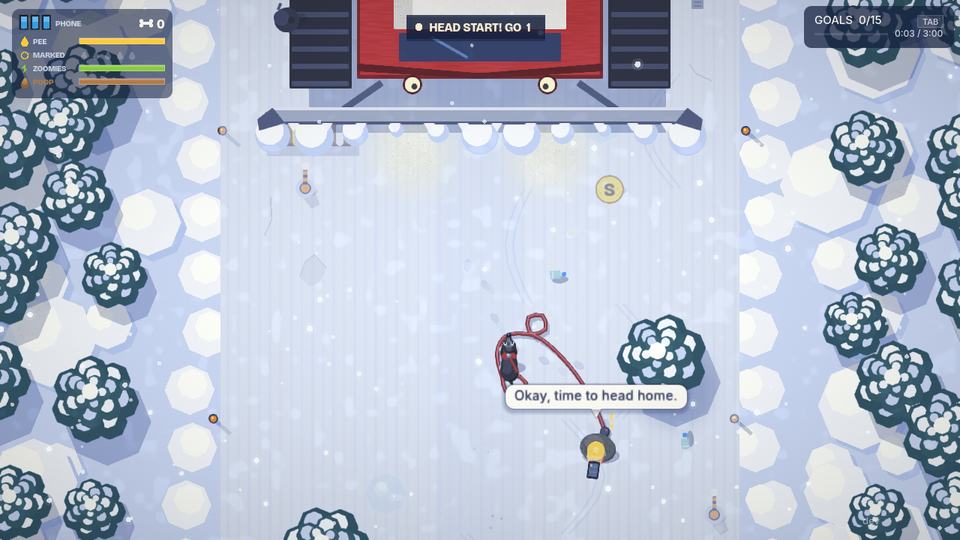 PHONE
0
PEE
MARKED
ZOOMIES
POOP
HEAD START! GO 1
GOALS 0/15
TAB
0:03 / 3:00
S
Okay, time to head home.